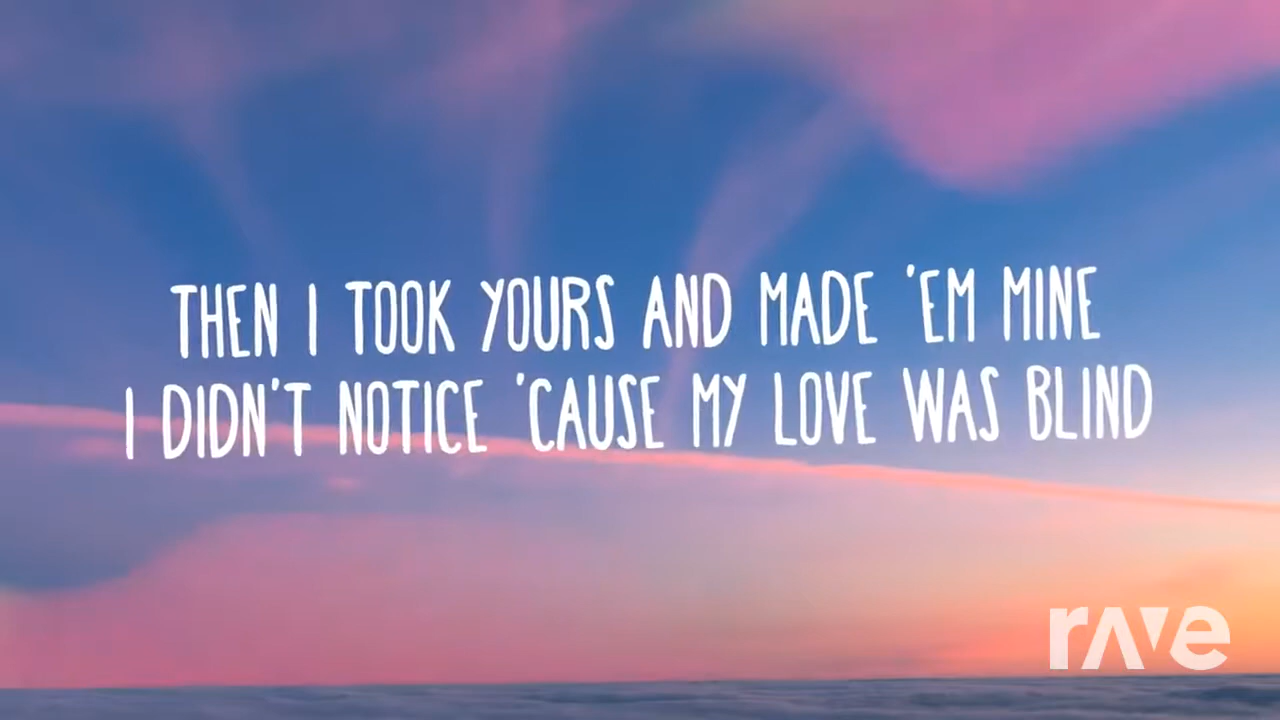 THEN I TOOK YOURS AND MADE 'EM MINE
I DIDN'T NOTICE 'CAUSE MY LOVE WAS BLIND
rave